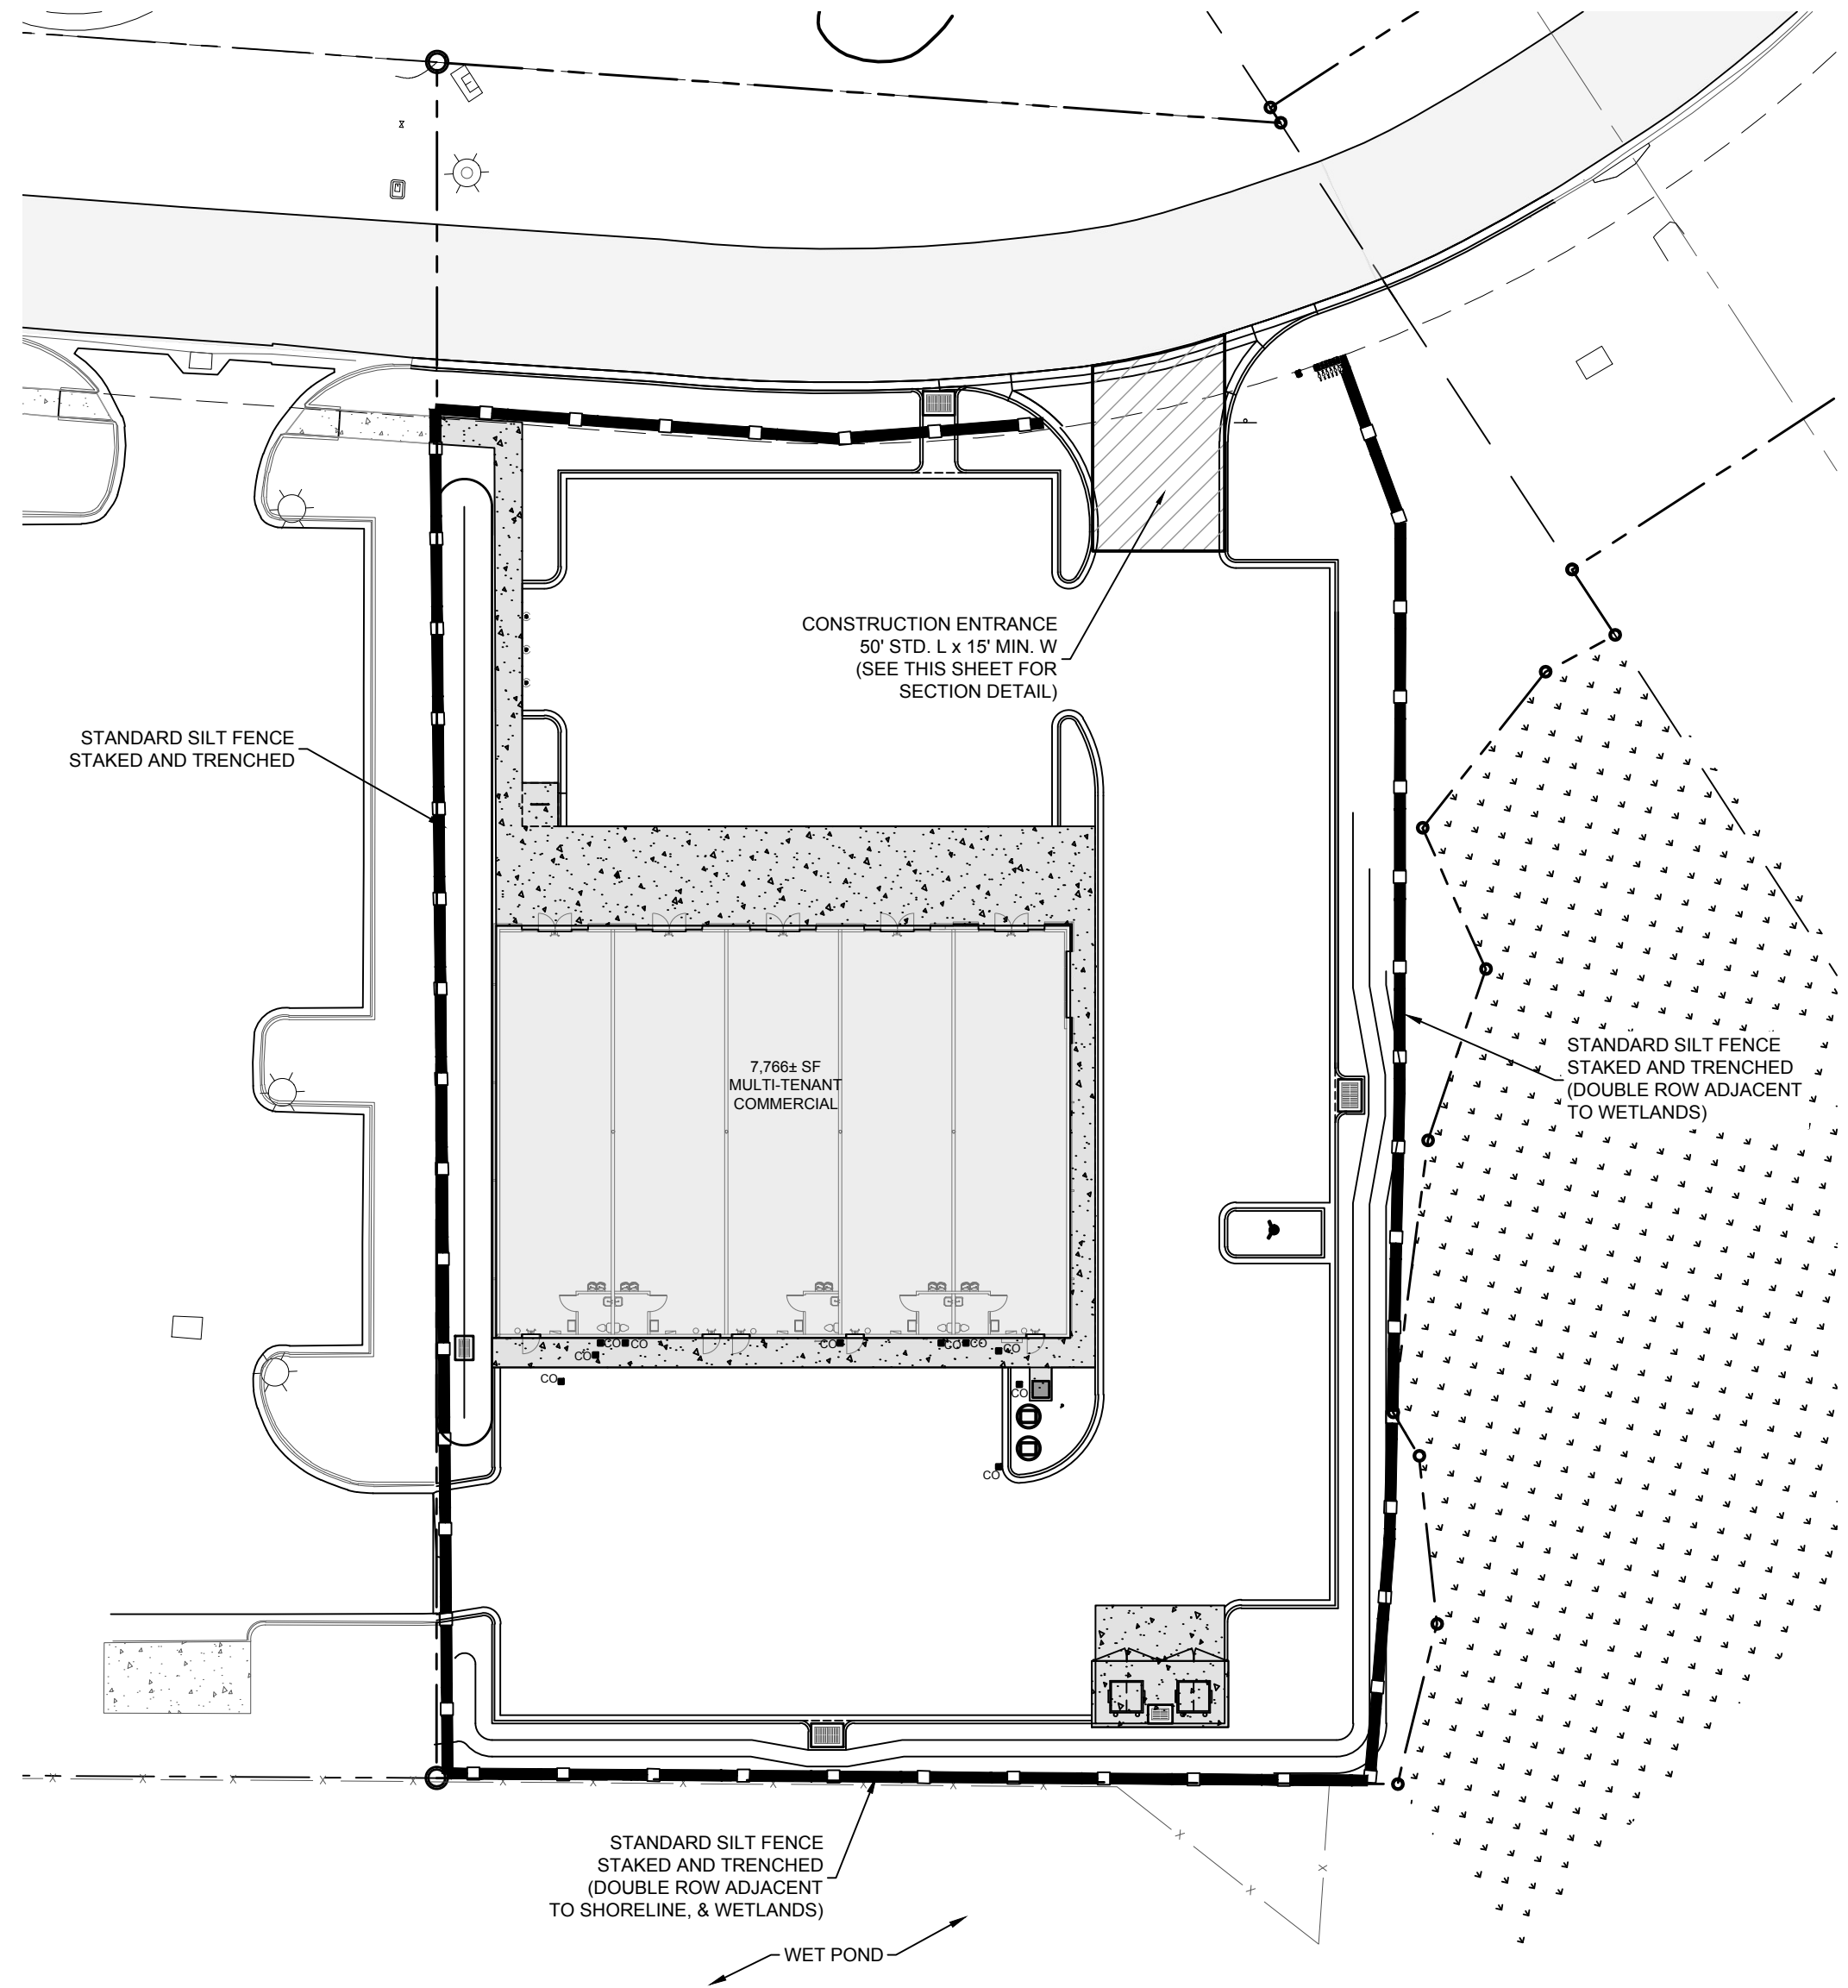 CONSTRUCTION ENTRANCE
50' STD. L x 15' MIN. W
(SEE THIS SHEET FOR
SECTION DETAIL)
STANDARD SILT FENCE
STAKED AND TRENCHED
STANDARD SILT FENCE
STAKED AND TRENCHED
(DOUBLE ROW ADJACENT
TO WETLANDS)
7,766± SF
MULTI-TENANT
COMMERCIAL
CO
CO
CO
CO
CO
CO
CO
CO
CO
CO
STANDARD SILT FENCE
STAKED AND TRENCHED
(DOUBLE ROW ADJACENT
TO SHORELINE, & WETLANDS)
WET POND